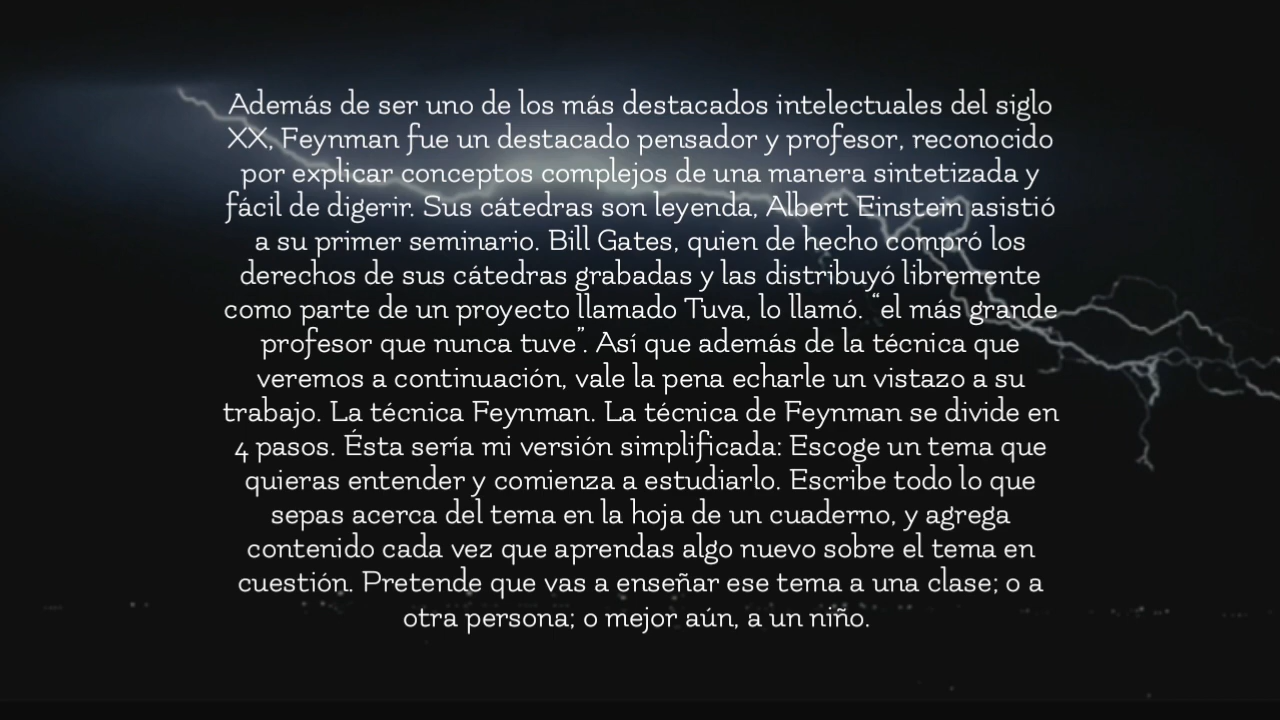 Además de ser uno de los más destacados intelectuales del siglo
XX, Feynman fue un destacado pensador y profesor, reconocido
por explicar conceptos complejos de una manera sintetizada y
fácil de digerir. Sus cátedras son leyenda, Albert Einstein asistió
a su primer seminario. Bill Gates, quien de hecho compró los
derechos de sus cátedras grabadas y las distribuyó libremente
como parte de un proyecto llamado Tuva, lo llamó. “el más grande
profesor que nunca tuve”. Así que además de la técnica que
veremos a continuación, vale la pena echarle un vistazo a su
trabajo. La técnica Feynman. La técnica de Feynman se divide en
4 pasos. Ésta sería mi versión simplificada: Escoge un tema que
quieras entender y comienza a estudiarlo. Escribe todo lo que
sepas acerca del tema en la hoja de un cuaderno, y agrega
contenido cada vez que aprendas algo nuevo sobre el tema en
cuestión. Pretende que vas a enseñar ese tema a una clase; o a
otra persona; o mejor aún, a un niño.